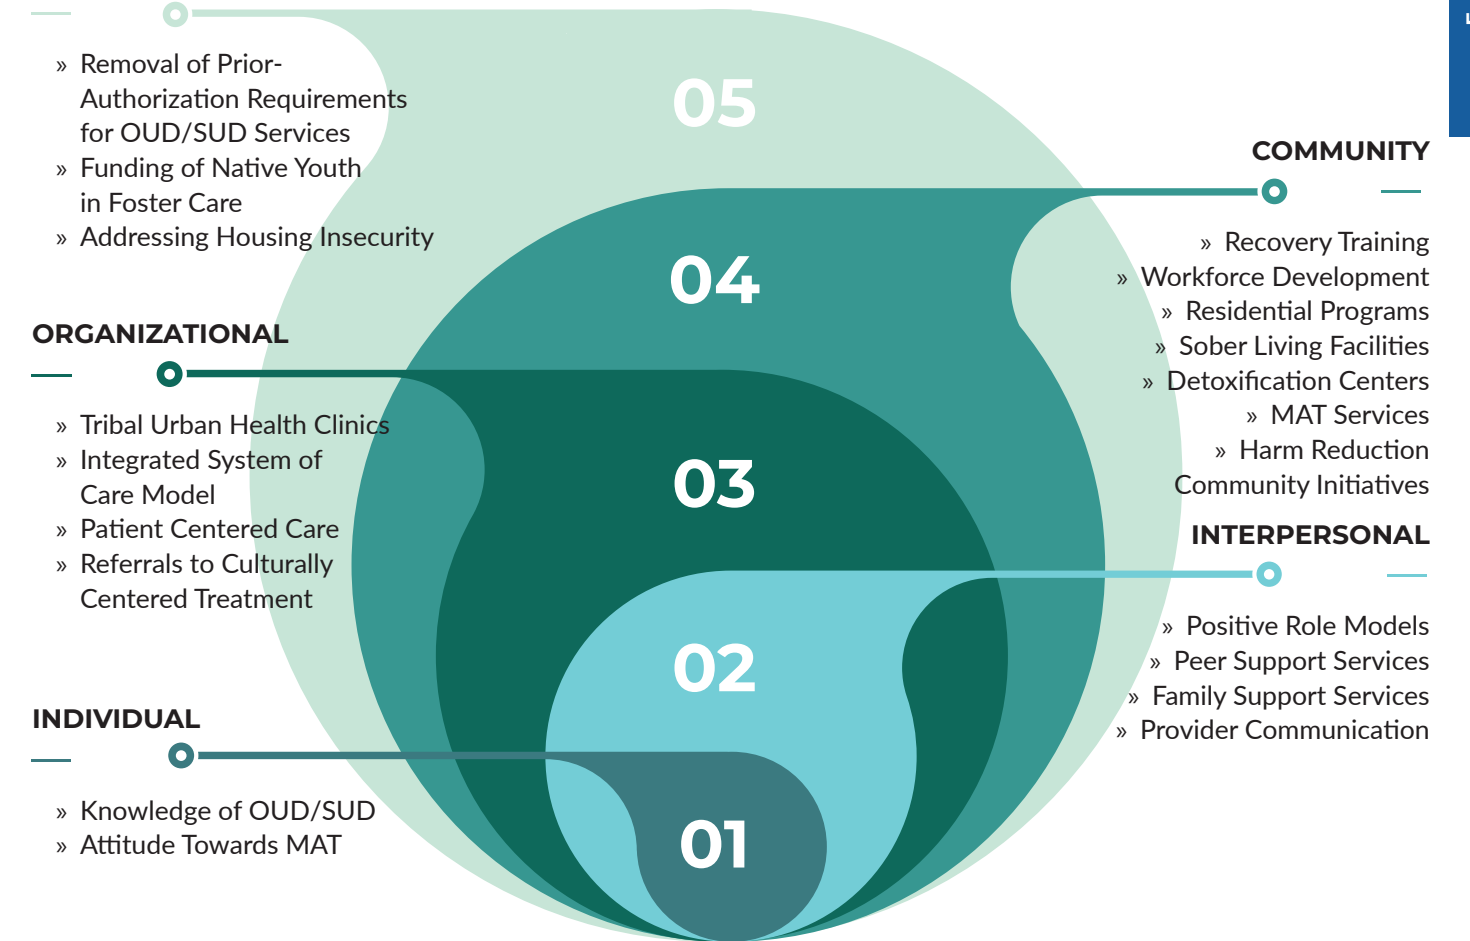 05
» Removal of Prior-
Authorization Requirements
for OUD/SUD Services
» Funding of Native Youth
in Foster Care
» Addressing Housing Insecurity
COMMUNITY
04
» Recovery Training
» Workforce Development
» Residential Programs
» Sober Living Facilities
» Detoxification Centers
» MAT Services
» Harm Reduction
Community Initiatives
ORGANIZATIONAL
03
» Tribal Urban Health Clinics
» Integrated System of
Care Model
» Patient Centered Care
» Referrals to Culturally
Centered Treatment
INTERPERSONAL
02
» Positive Role Models
» Peer Support Services
» Family Support Services
» Provider Communication
INDIVIDUAL
01
» Knowledge of OUD/SUD
» Attitude Towards MAT